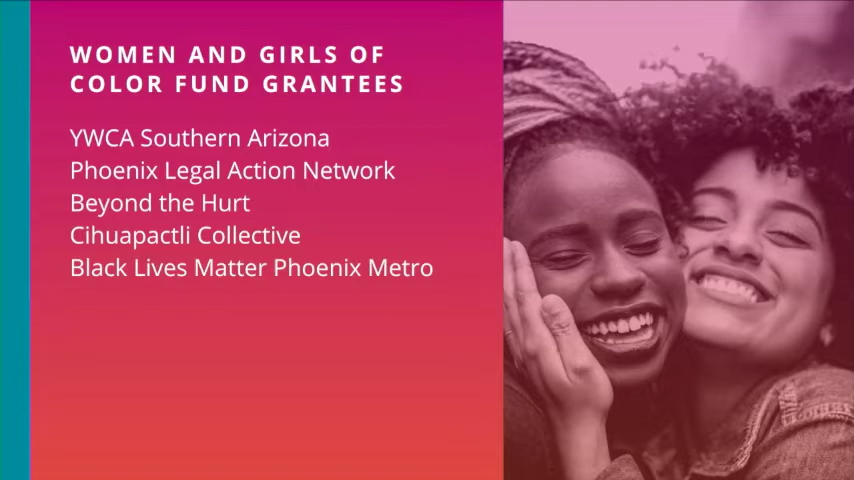 WOMEN AND GIRLS OF
COLOR FUND GRANTEES
YWCA Southern Arizona
Phoenix Legal Action Network
Beyond the Hurt
Cihuapactli Collective
Black Lives Matter Phoenix Metro